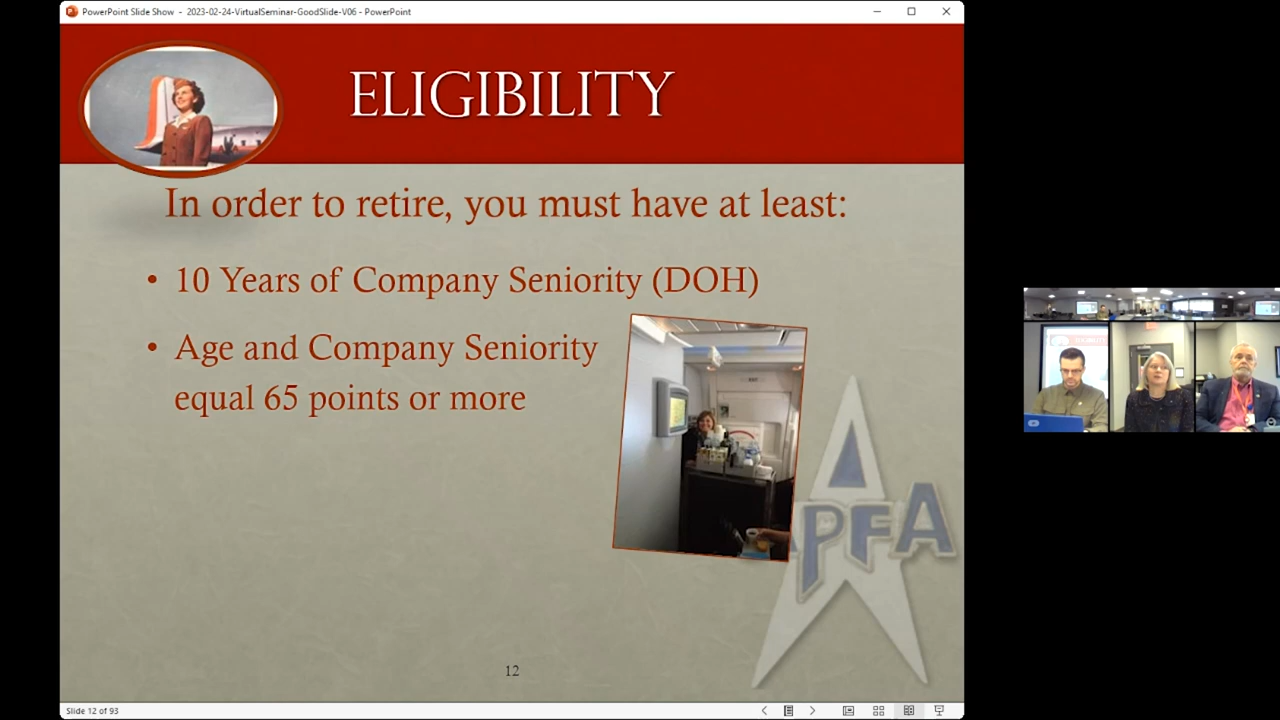 PowerPoint Slide Show - 2023-02-24-VirtualSeminar-GoodSlide-V06 - PowerPoint
ELIGIBILITY
In order to retire, you must have at least:
• 10 Years of Company Seniority (DOH)
• Age and Company Seniority
equal 65 points or more
APFA
12
Slide 12 of 93